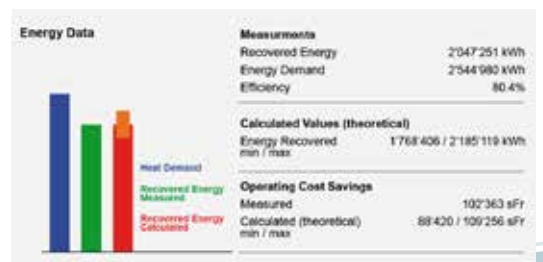 Energy Data
Heat Demand
Recovered Energy
Measured
Recovered Energy
Calculated
Measurments
Recovered Energy 2'047'251 kWh
Energy Demand 2'544'980 kWh
Efficiency 80.4%
Calculated Values (theoretical)
Energy Recovered 1'768'406 / 2'185'119 kWh
min / max
Operating Cost Savings
Measured 102'363 sFr
Calculated (theoretical) 88'420 / 109'256 sFr
min / max